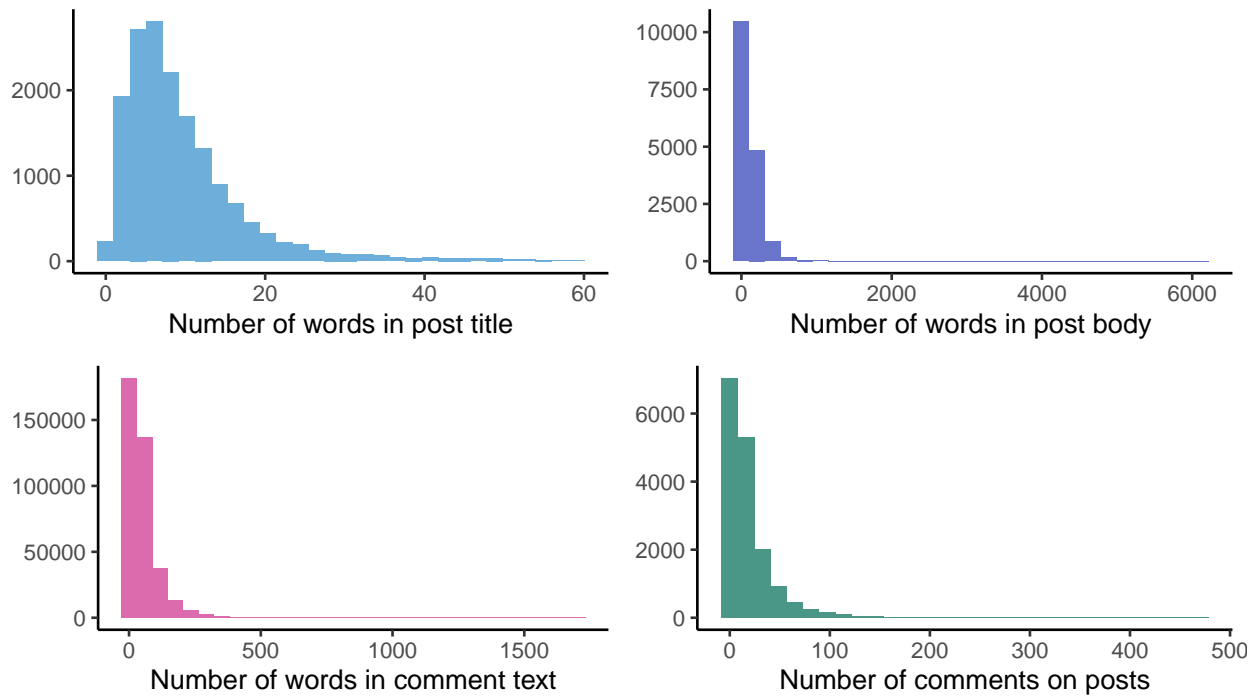 2000
1000
0
0 20 40 60
Number of words in post title
10000
7500
5000
2500
0
0 2000 4000 6000
Number of words in post body
150000
100000
50000
0
0 500 1000 1500
Number of words in comment text
6000
4000
2000
0
0 100 200 300 400 500
Number of comments on posts